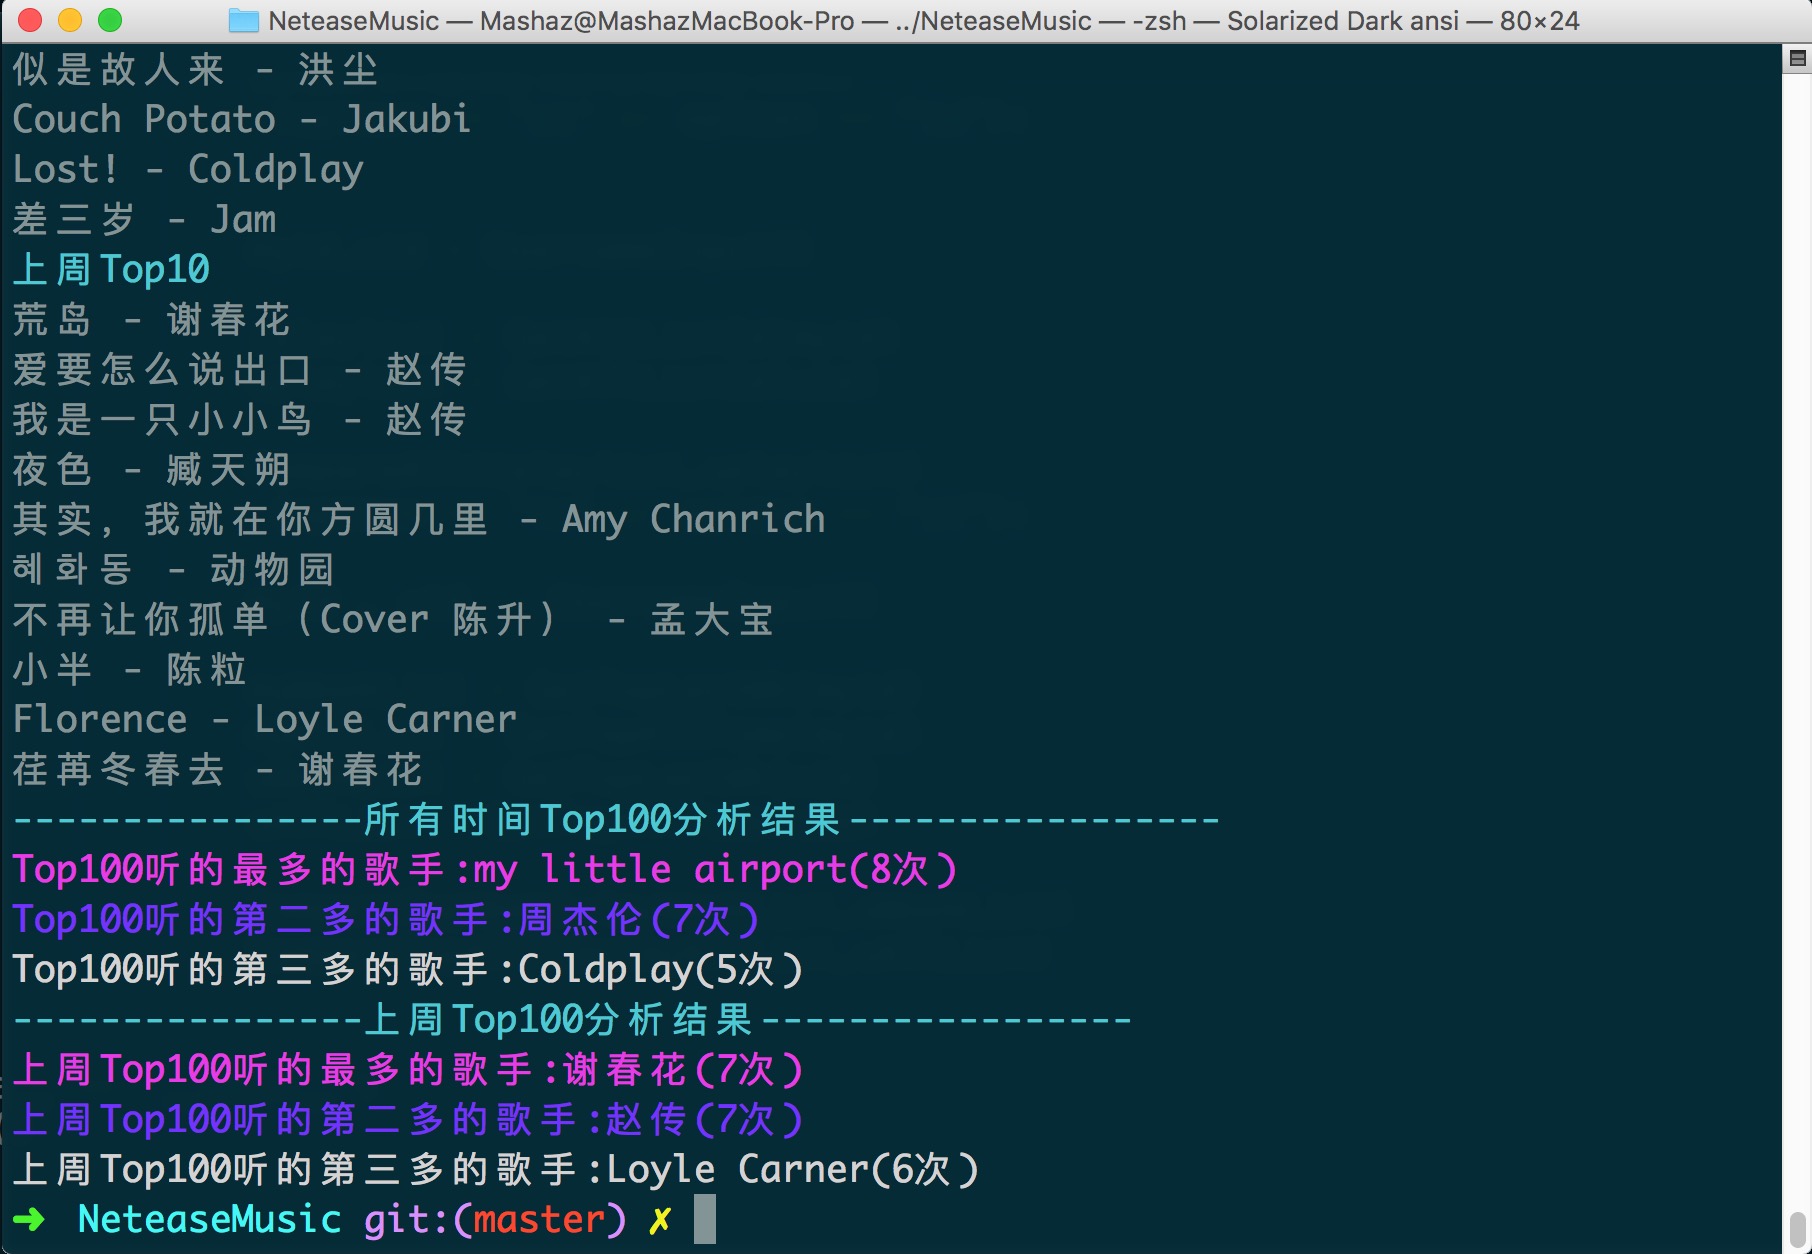 NeteaseMusic — Mashaz@MashazMacBook-Pro — ../NeteaseMusic — -zsh — Solarized Dark ansi — 80×24
似是故人来 - 洪尘
Couch Potato - Jakubi
Lost! - Coldplay
差三岁 - Jam
上周Top10
荒岛 - 谢春花
爱要怎么说出口 - 赵传
我是一只小小鸟 - 赵传
夜色 - 臧天朔
其实, 我就在你方圆几里 - Amy Chanrich
혜화동 - 动物园
不再让你孤单（Cover 陈升） - 孟大宝
小半 - 陈粒
Florence - Loyle Carner
荏苒冬春去 - 谢春花
----------------所有时间Top100分析结果-----------------
Top100听的最多的歌手:my little airport(8次)
Top100听的第二多的歌手:周杰伦(7次)
Top100听的第三多的歌手:Coldplay(5次)
----------------上周Top100分析结果-----------------
上周Top100听的最多的歌手:谢春花(7次)
上周Top100听的第二多的歌手:赵传(7次)
上周Top100听的第三多的歌手:Loyle Carner(6次)
➜ NeteaseMusic git:(master) ✗